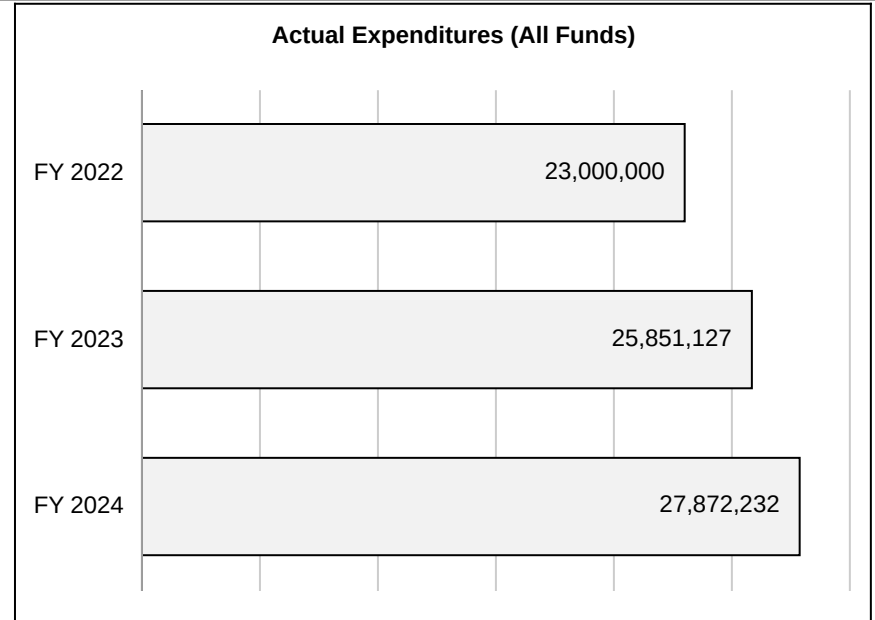 Actual Expenditures (All Funds)
FY 2022 23,000,000
FY 2023 25,851,127
FY 2024 27,872,232